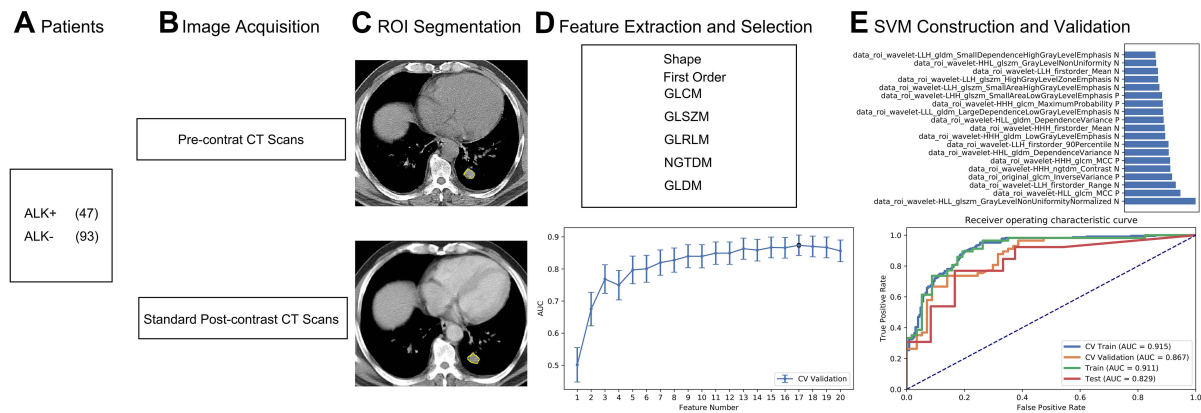 A Patients
B Image Acquisition
C ROI Segmentation
D Feature Extraction and Selection
E SVM Construction and Validation
ALK+ (47)
ALK- (93)
Pre-contrat CT Scans
Standard Post-contrast CT Scans
Shape
First Order
GLCM
GLSZM
GLRLM
NGTDM
GLDM
0.9
0.8
0.7
0.6
0.5
AUC
CV Validation
1 2 3 4 5 6 7 8 9 10 11 12 13 14 15 16 17 18 19 20
Feature Number
data_roi_wavelet-LLH_gldm_SmallDependenceHighGrayLevelEmphasis N
data_roi_wavelet-HHL_glszm_GrayLevelNonUniformity N
data_roi_wavelet-LLH_firstorder_Mean N
data_roi_wavelet-LLH_glszm_HighGrayLevelZoneEmphasis N
data_roi_wavelet-LLH_glszm_SmallAreaHighGrayLevelEmphasis N
data_roi_wavelet-LHH_glszm_SmallAreaLowGrayLevelEmphasis P
data_roi_wavelet-HHH_glcm_MaximumProbability P
data_roi_wavelet-LLL_gldm_LargeDependenceLowGrayLevelEmphasis N
data_roi_wavelet-HLL_gldm_DependenceVariance P
data_roi_wavelet-HHH_firstorder_Mean N
data_roi_wavelet-HHH_gldm_LowGrayLevelEmphasis N
data_roi_wavelet-LLH_firstorder_90Percentile N
data_roi_wavelet-HHL_gldm_DependenceVariance N
data_roi_wavelet-HHH_glcm_MCC P
data_roi_wavelet-HHH_ngtdm_Contrast N
data_roi_original_glcm_InverseVariance P
data_roi_wavelet-LLH_firstorder_Range N
data_roi_wavelet-HLL_glcm_MCC P
data_roi_wavelet-HLL_glszm_GrayLevelNonUniformityNormalized N
Receiver operating characteristic curve
1.0
0.8
0.6
0.4
0.2
0.0
True Positive Rate
CV Train (AUC = 0.915)
CV Validation (AUC = 0.867)
Train (AUC = 0.911)
Test (AUC = 0.829)
0.0 0.2 0.4 0.6 0.8 1.0
False Positive Rate